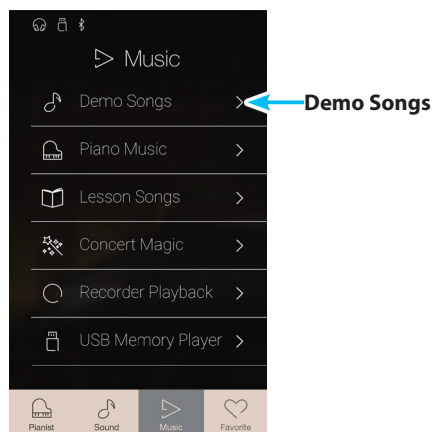 Music
Demo Songs
Demo Songs
Piano Music
Lesson Songs
Concert Magic
Recorder Playback
USB Memory Player
Pianist Sound Music Favorite